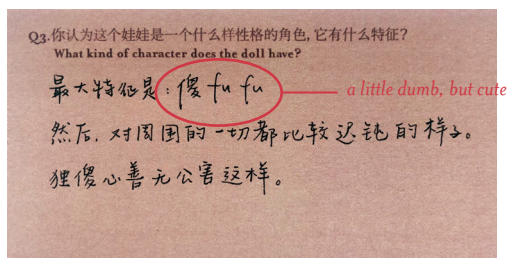 Q3.你认为这个娃娃是一个什么样性格的角色，它有什么特征？
What kind of character does the doll have?
最大特征是：傻 fu fu
a little dumb, but cute
然后，对周围的一切都比较迟钝的样子。
狸傻心善无公害这样。